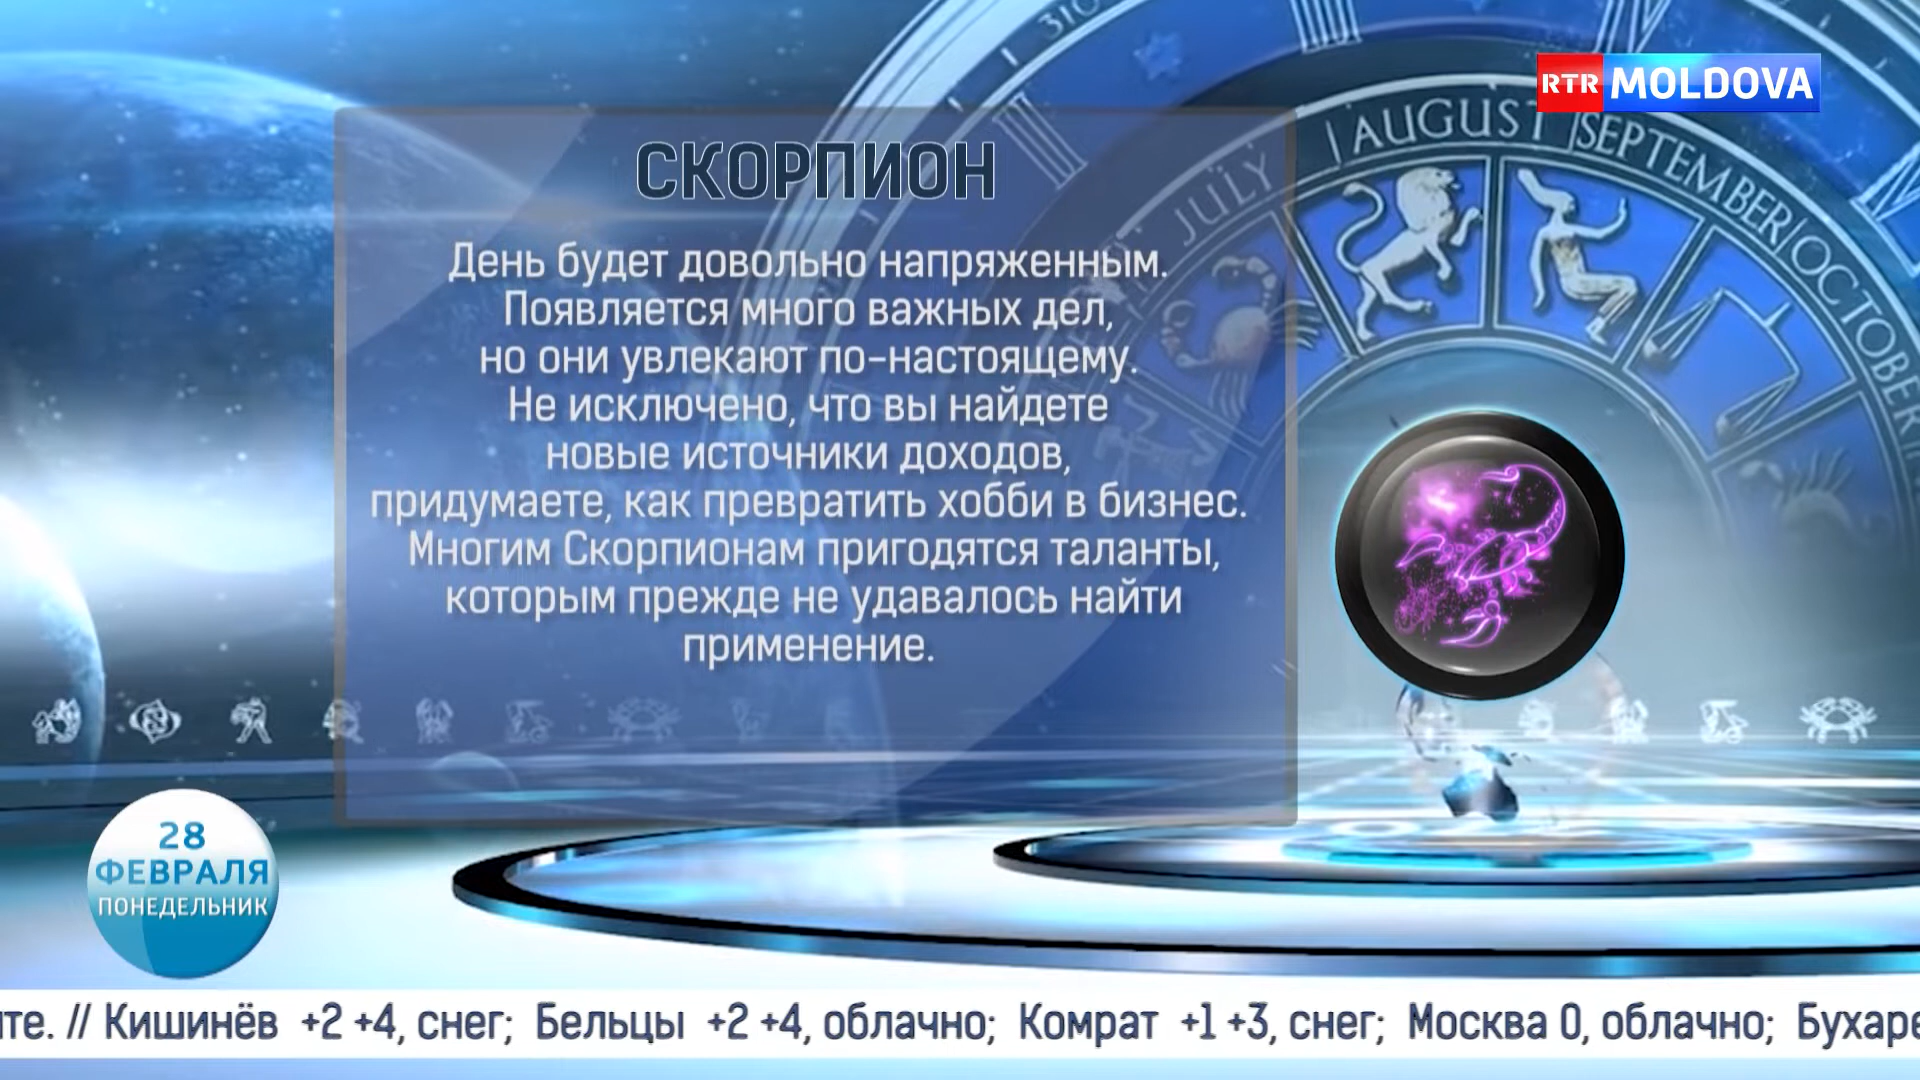 RTR MOLDOVA
310
JULY
AUGUST
SEPTEMBER
OCTOBER
СКОРПИОН
День будет довольно напряженным.
Появляется много важных дел,
но они увлекают по-настоящему.
Не исключено, что вы найдете
новые источники доходов,
придумаете, как превратить хобби в бизнес.
Многим Скорпионам пригодятся таланты,
которым прежде не удавалось найти
применение.
28
ФЕВРАЛЯ
ПОНЕДЕЛЬНИК
те. // Кишинёв +2 +4, снег; Бельцы +2 +4, облачно; Комрат +1 +3, снег; Москва 0, облачно; Бухаре